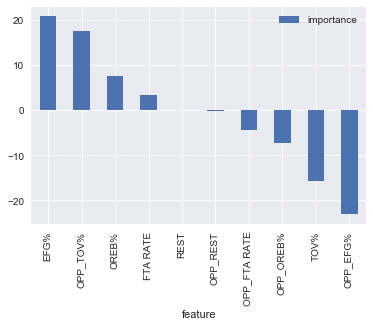 importance
20
10
0
−10
−20
EFG%
OPP_TOV%
OREB%
FTA RATE
REST
OPP_REST
OPP_FTA RATE
OPP_OREB%
TOV%
OPP_EFG%
feature